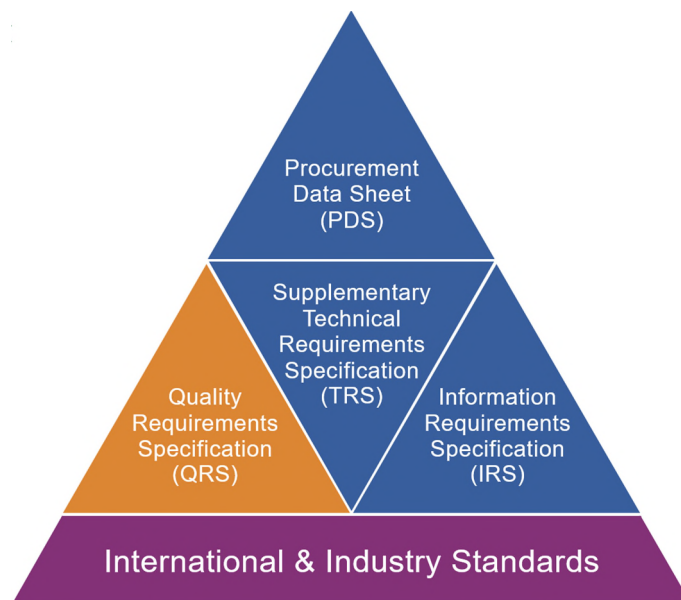 Procurement
Data Sheet
(PDS)
Supplementary
Technical
Requirements
Specification
(TRS)
Quality
Requirements
Specification
(QRS)
Information
Requirements
Specification
(IRS)
International & Industry Standards